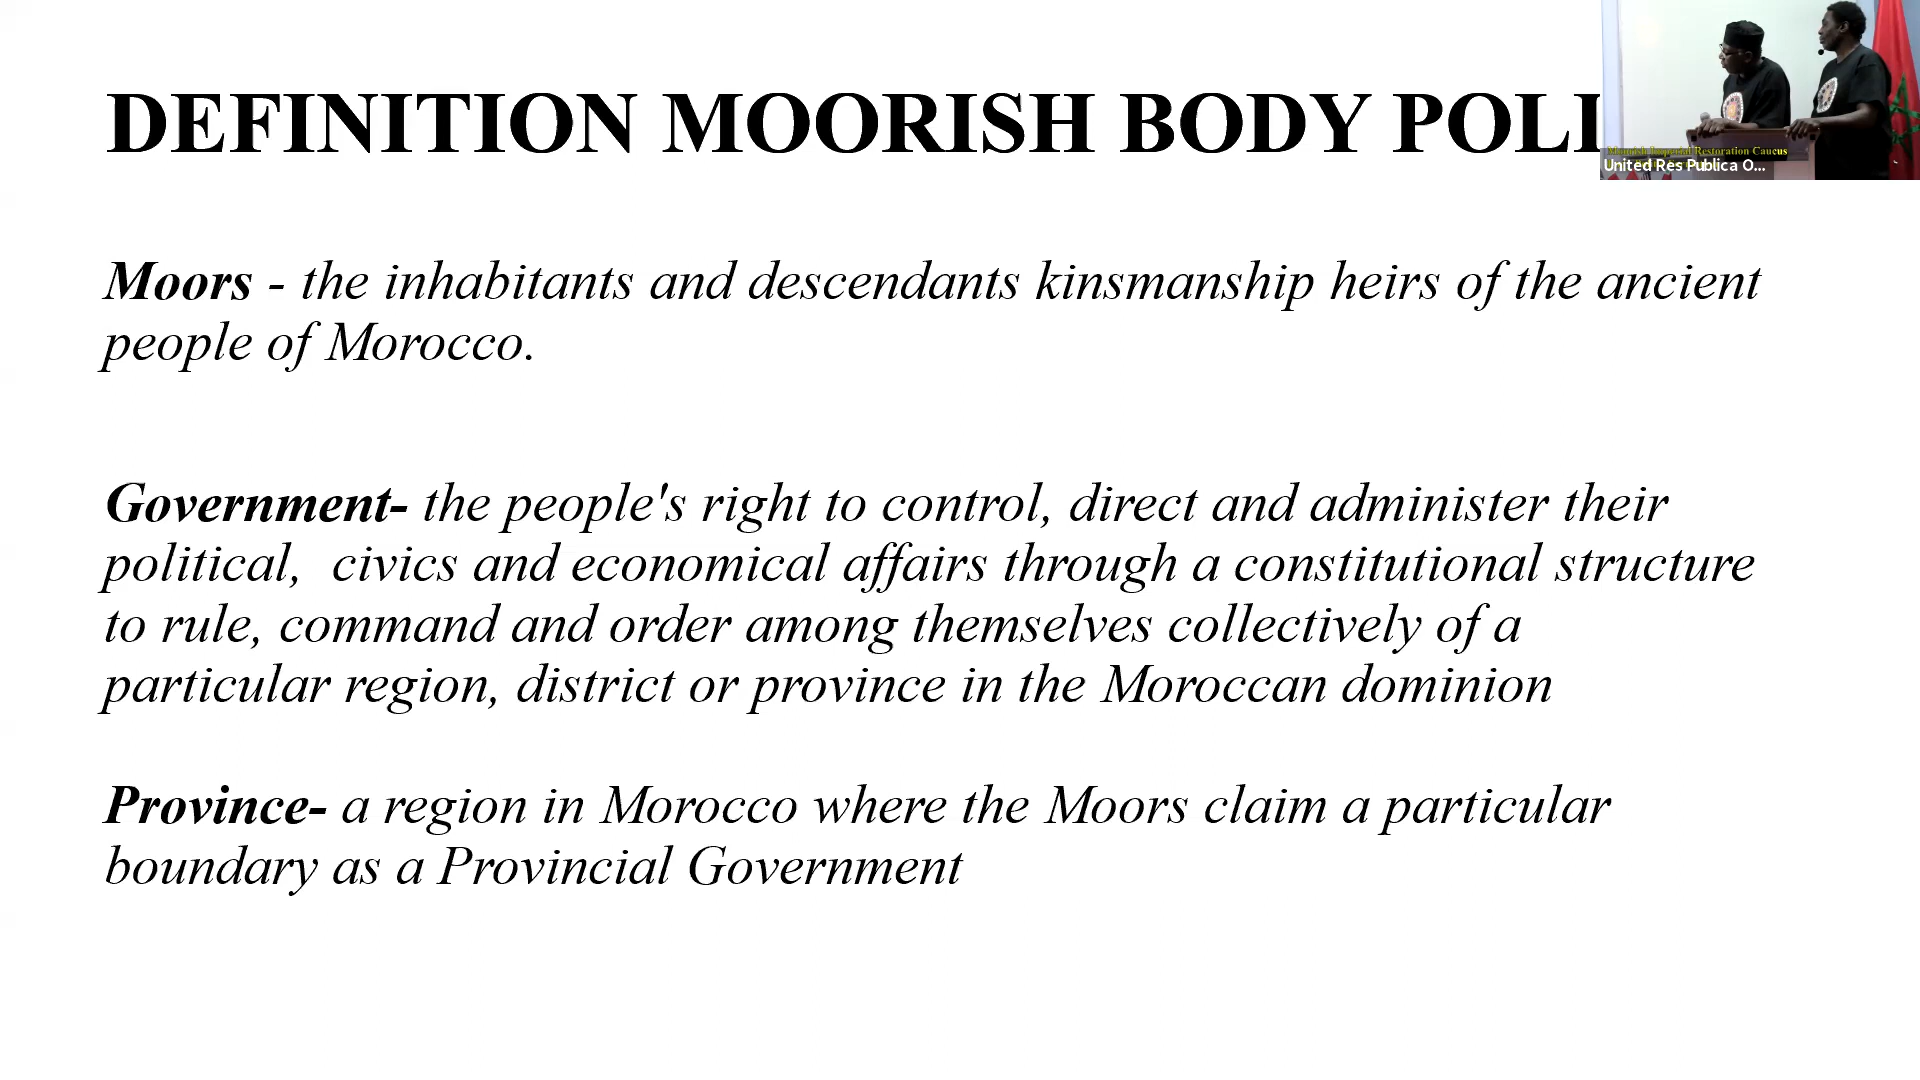 DEFINITION MOORISH BODY POLI
Moorish Imperial Restoration Caucus
United Res Publica O...
Moors - the inhabitants and descendants kinsmanship heirs of the ancient
people of Morocco.
Government- the people's right to control, direct and administer their
political,  civics and economical affairs through a constitutional structure
to rule, command and order among themselves collectively of a
particular region, district or province in the Moroccan dominion
Province- a region in Morocco where the Moors claim a particular
boundary as a Provincial Government